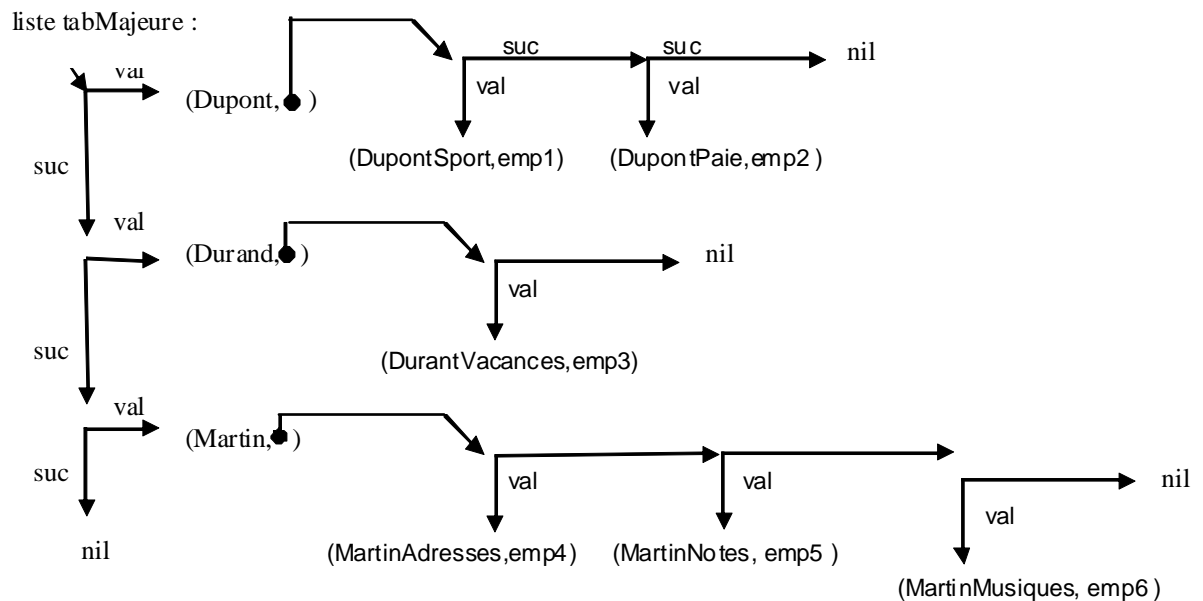 liste tabMajeure :
suc suc nil
val val val
(Dupont, )
(DupontSport,emp1) (DupontPaie,emp2 )
suc
val
(Durand, ) nil
val
(DurantVacances,emp3)
suc
val
(Martin, )
suc val val nil
val
nil (MartinAdresses,emp4) (MartinNotes, emp5 )
(MartinMusiques, emp6 )